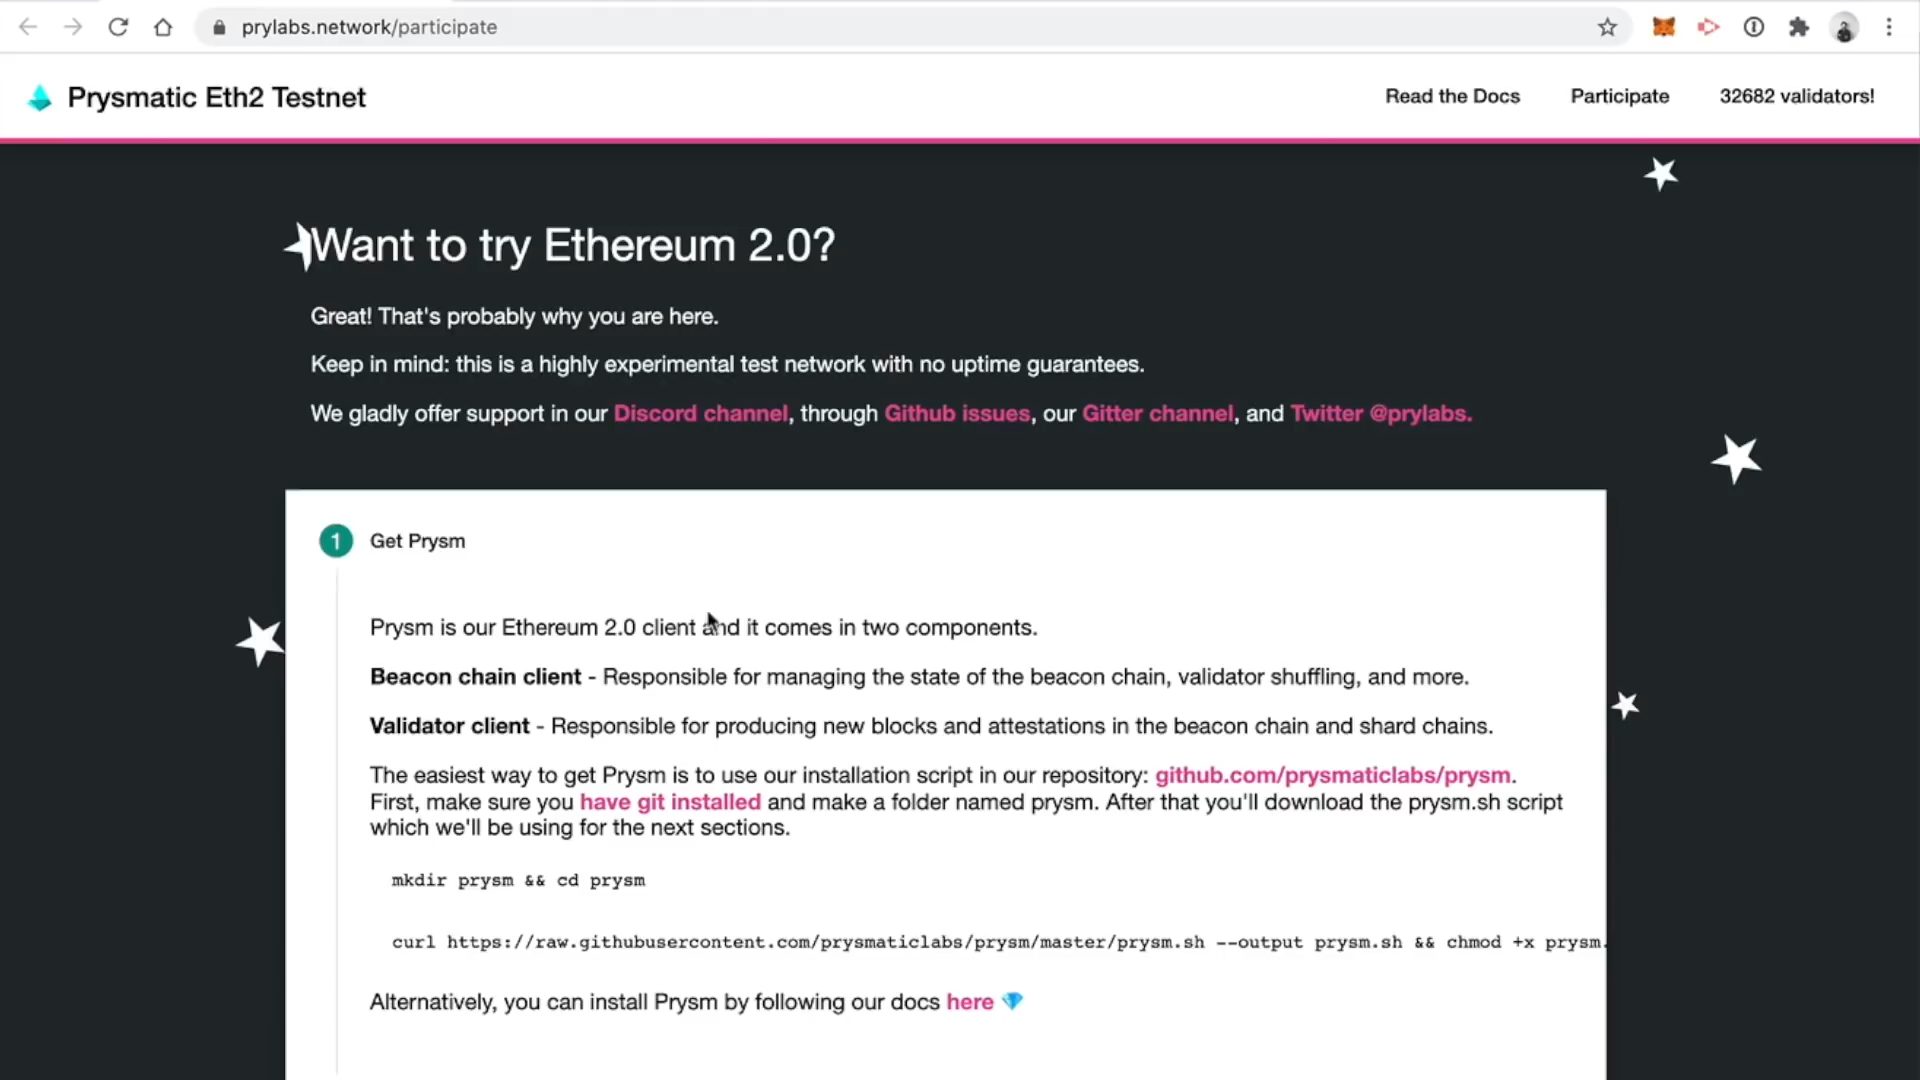 prylabs.network/participate
Prysmatic Eth2 Testnet
Read the Docs
Participate
32682 validators!
Want to try Ethereum 2.0?
Great! That's probably why you are here.
Keep in mind: this is a highly experimental test network with no uptime guarantees.
We gladly offer support in our Discord channel, through Github issues, our Gitter channel, and Twitter @prylabs.
1 Get Prysm
Prysm is our Ethereum 2.0 client and it comes in two components.
Beacon chain client - Responsible for managing the state of the beacon chain, validator shuffling, and more.
Validator client - Responsible for producing new blocks and attestations in the beacon chain and shard chains.
The easiest way to get Prysm is to use our installation script in our repository: github.com/prysmaticlabs/prysm.
First, make sure you have git installed and make a folder named prysm. After that you'll download the prysm.sh script
which we'll be using for the next sections.
mkdir prysm && cd prysm
curl https://raw.githubusercontent.com/prysmaticlabs/prysm/master/prysm.sh --output prysm.sh && chmod +x prysm.
Alternatively, you can install Prysm by following our docs here 💎